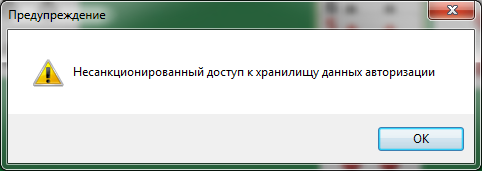 Предупреждение
Несанкционированный доступ к хранилищу данных авторизации
OK